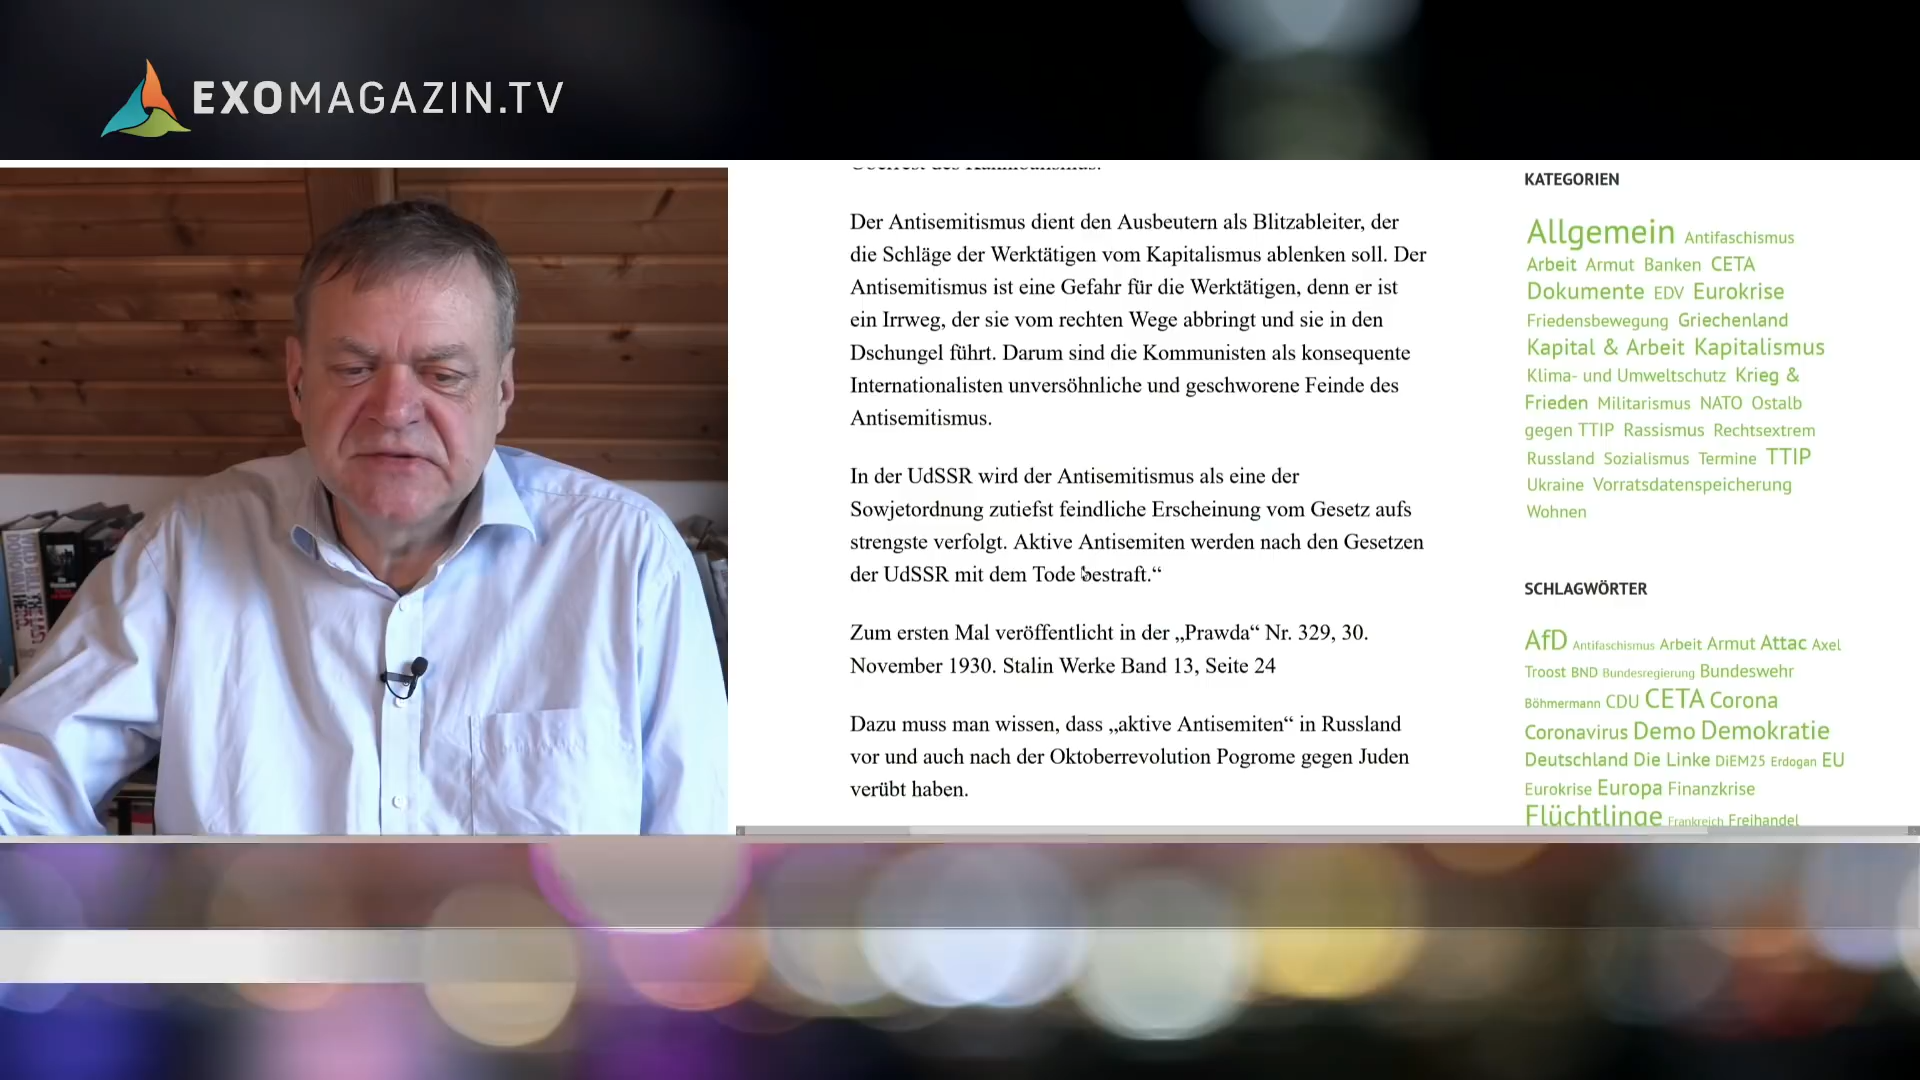 EXOMAGAZIN.TV
Überrest des Kannibalismus.
Der Antisemitismus dient den Ausbeutern als Blitzableiter, der
die Schläge der Werktätigen vom Kapitalismus ablenken soll. Der
Antisemitismus ist eine Gefahr für die Werktätigen, denn er ist
ein Irrweg, der sie vom rechten Wege abbringt und sie in den
Dschungel führt. Darum sind die Kommunisten als konsequente
Internationalisten unversöhnliche und geschworene Feinde des
Antisemitismus.
In der UdSSR wird der Antisemitismus als eine der
Sowjetordnung zutiefst feindliche Erscheinung vom Gesetz aufs
strengste verfolgt. Aktive Antisemiten werden nach den Gesetzen
der UdSSR mit dem Tode bestraft.“
Zum ersten Mal veröffentlicht in der „Prawda“ Nr. 329, 30.
November 1930. Stalin Werke Band 13, Seite 24
Dazu muss man wissen, dass „aktive Antisemiten“ in Russland
vor und auch nach der Oktoberrevolution Pogrome gegen Juden
verübt haben.
KATEGORIEN
Allgemein Antifaschismus
Arbeit Armut Banken CETA
Dokumente EDV Eurokrise
Friedensbewegung Griechenland
Kapital & Arbeit Kapitalismus
Klima- und Umweltschutz Krieg &
Frieden Militarismus NATO Ostalb
gegen TTIP Rassismus Rechtsextrem
Russland Sozialismus Termine TTIP
Ukraine Vorratsdatenspeicherung
Wohnen
SCHLAGWÖRTER
AfD Antifaschismus Arbeit Armut Attac Axel
Troost BND Bundesregierung Bundeswehr
Böhmermann CDU CETA Corona
Coronavirus Demo Demokratie
Deutschland Die Linke DiEM25 Erdogan EU
Eurokrise Europa Finanzkrise
Flüchtlinge Frankreich Freihandel